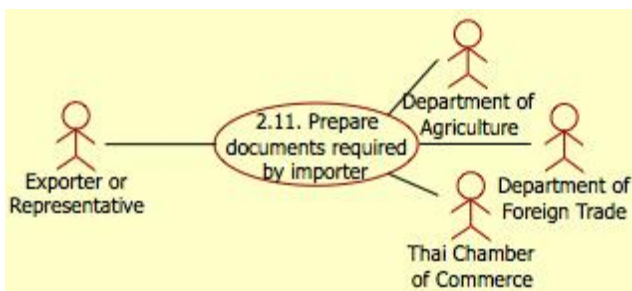 Department of
Agriculture
2.11. Prepare
documents required
by importer
Exporter or
Representative
Department of
Foreign Trade
Thai Chamber
of Commerce